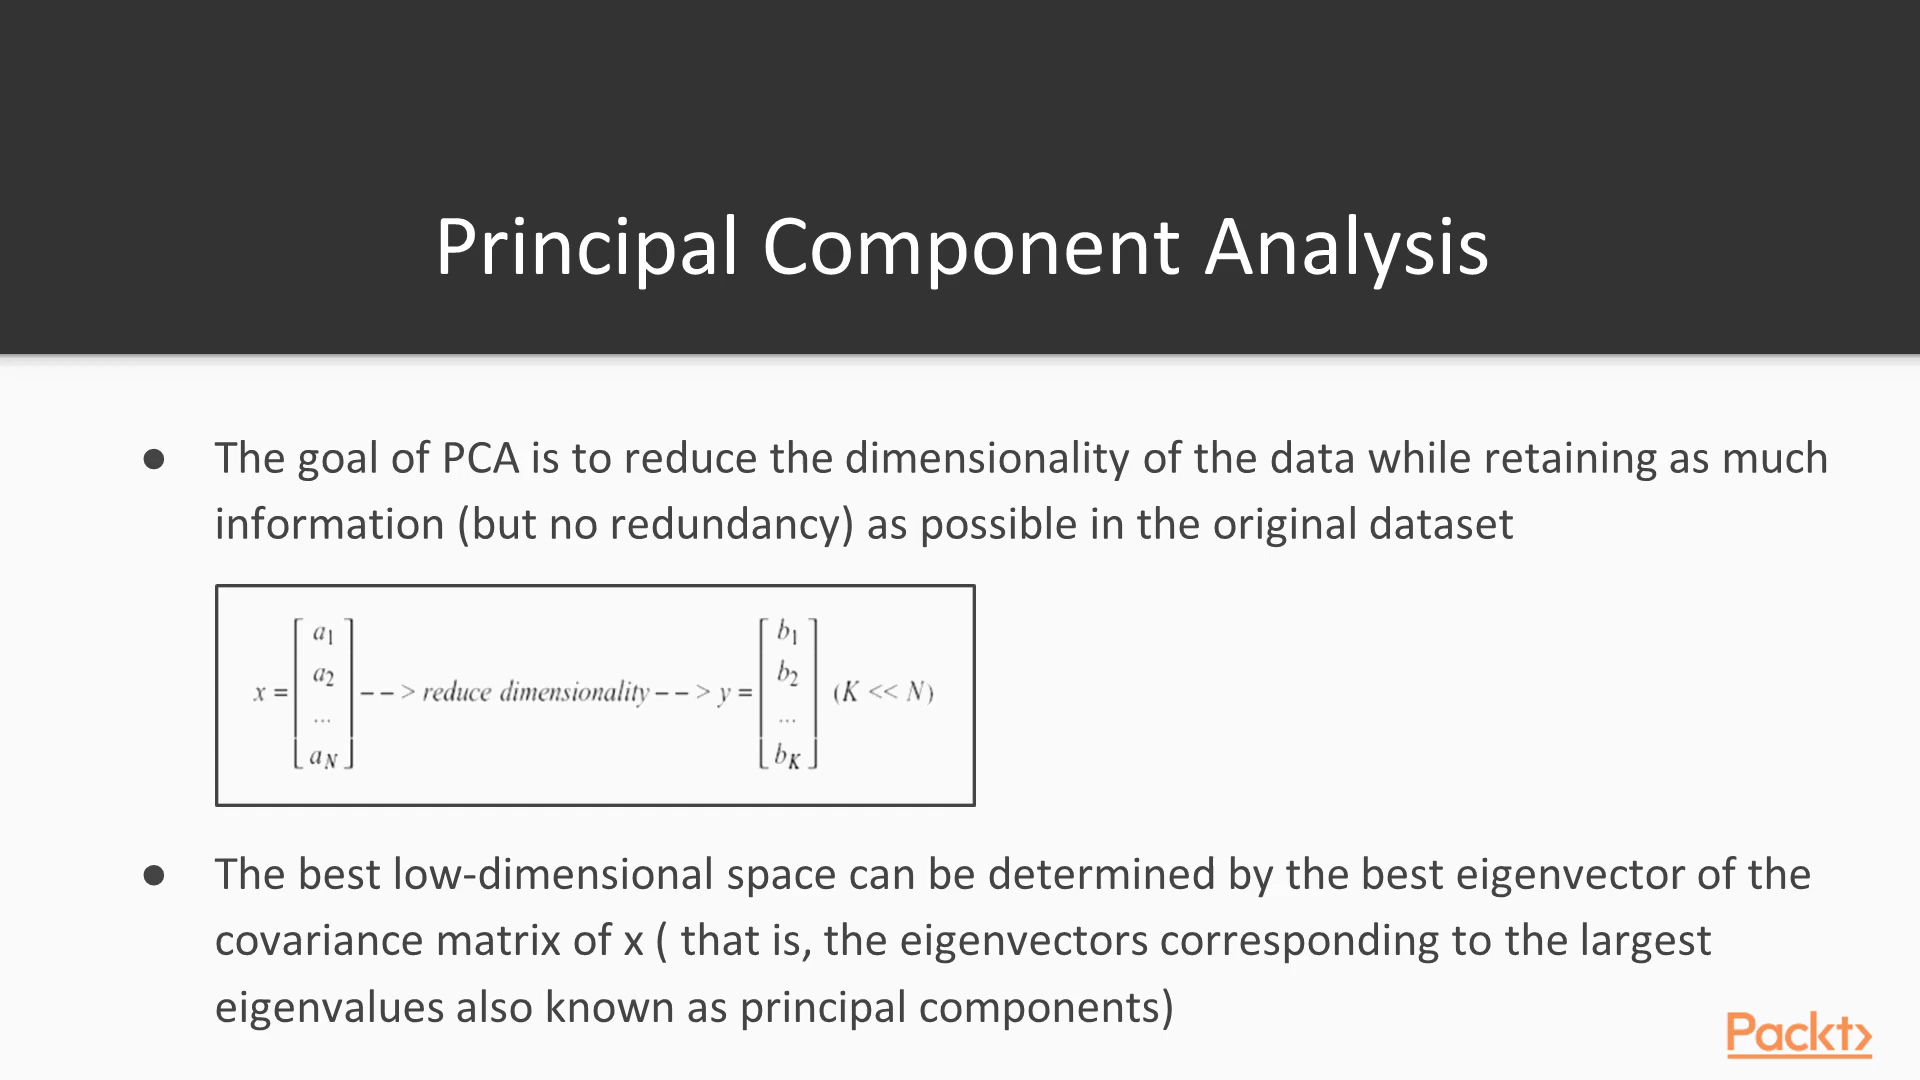 Principal Component Analysis
● The goal of PCA is to reduce the dimensionality of the data while retaining as much
information (but no redundancy) as possible in the original dataset
x = [ a1 a2 ... aN ] – – > reduce dimensionality – – > y = [ b1 b2 ... bK ] (K << N)
● The best low-dimensional space can be determined by the best eigenvector of the
covariance matrix of x ( that is, the eigenvectors corresponding to the largest
eigenvalues also known as principal components)
Packt>